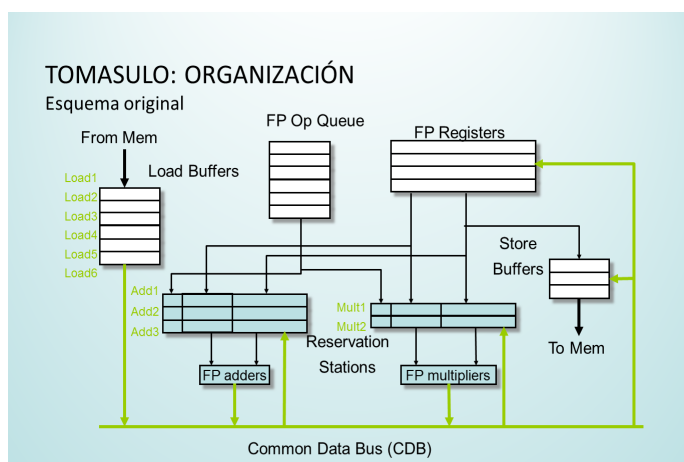 TOMASULO: ORGANIZACIÓN
Esquema original
FP Op Queue
FP Registers
From Mem
Load Buffers
Load1
Load2
Load3
Load4
Load5
Load6
Store
Buffers
Add1
Add2
Add3
Mult1
Mult2
Reservation
Stations
To Mem
FP adders
FP multipliers
Common Data Bus (CDB)